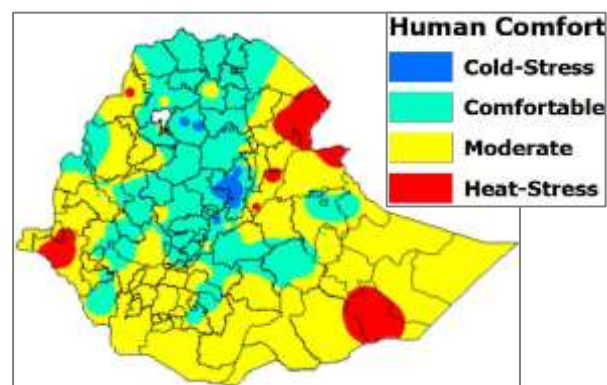 Human Comfort
Cold-Stress
Comfortable
Moderate
Heat-Stress